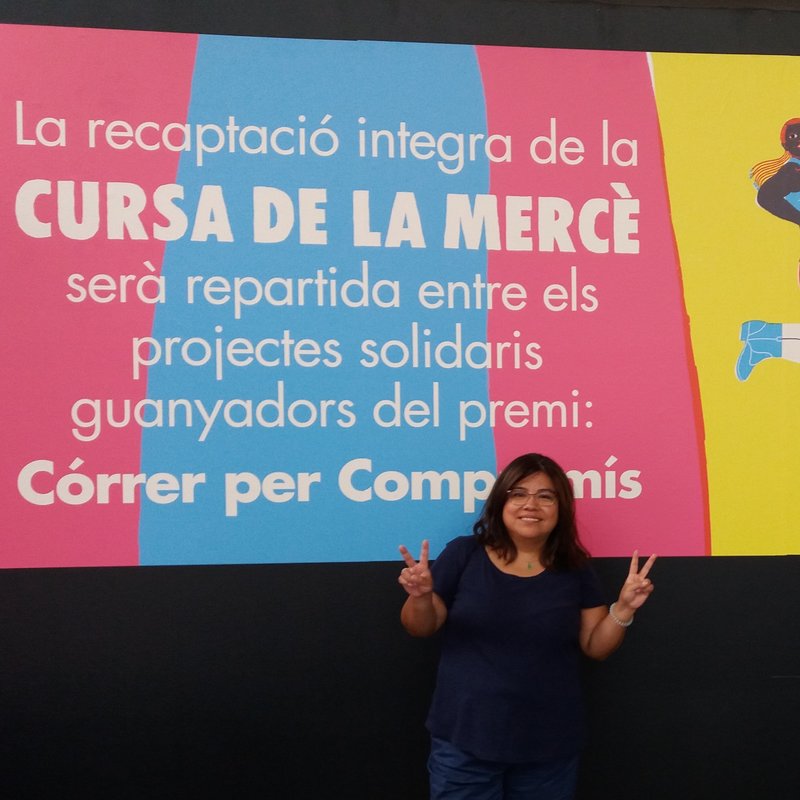 La recaptació integra de la
CURSA DE LA MERCÈ
serà repartida entre els
projectes solidaris
guanyadors del premi:
Córrer per